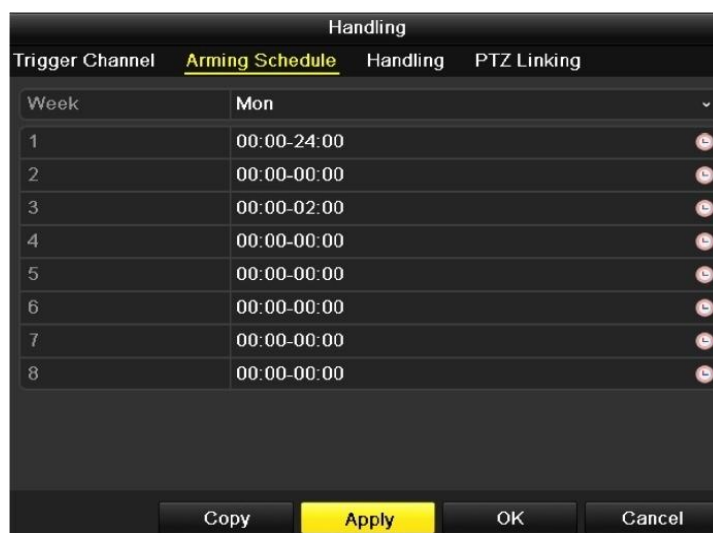 Handling
Trigger Channel Arming Schedule Handling PTZ Linking
Week Mon
1 00:00-24:00
2 00:00-00:00
3 00:00-02:00
4 00:00-00:00
5 00:00-00:00
6 00:00-00:00
7 00:00-00:00
8 00:00-00:00
Copy Apply OK Cancel